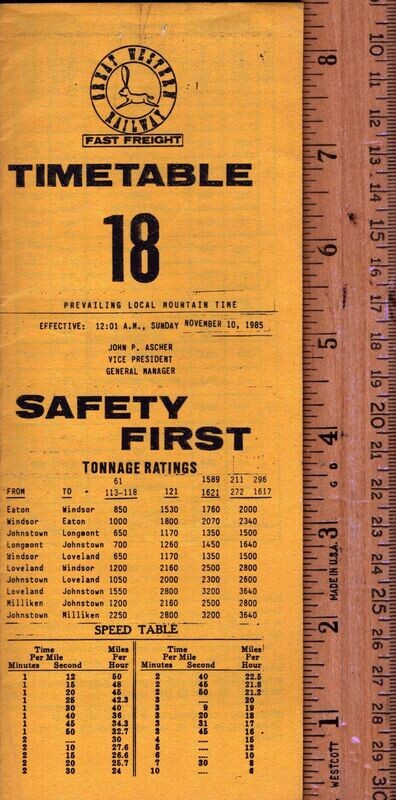 GREAT WESTERN RAILWAY
FAST FREIGHT
TIMETABLE
18
PREVAILING LOCAL MOUNTAIN TIME
EFFECTIVE: 12:01 A.M., SUNDAY NOVEMBER 10, 1985
JOHN P. ASCHER
VICE PRESIDENT
GENERAL MANAGER
SAFETY
FIRST
TONNAGE RATINGS
61 1589 211 296
FROM TO - 113-118 121 1621 272 1617
Eaton Windsor 850 1530 1760 2000
Windsor Eaton 1000 1800 2070 2340
Johnstown Longmont 650 1170 1350 1500
Longmont Johnstown 700 1260 1450 1640
Windsor Loveland 650 1170 1350 1500
Loveland Windsor 1200 2160 2500 2800
Johnstown Loveland 1050 2000 2300 2600
Loveland Johnstown 1550 2800 3200 3640
Milliken Johnstown 1200 2160 2500 2800
Johnstown Milliken 2250 2800 3200 3640
SPEED TABLE
Time Miles Time Miles
Per Mile Per Per Mile Per
Minutes Second Hour Minutes Second Hour
1 12 50 2 40 22.5
1 15 48 2 45 21.8
1 20 45 2 50 21.2
1 25 42.3 3 .... 20
1 30 40 3 9 19
1 40 36 3 20 18
1 45 34.3 3 31 17
1 50 32.7 3 45 16
2 .... 30 4 .... 15
2 10 27.6 5 .... 12
2 15 26.6 6 .... 10
2 20 25.7 7 30 8
2 30 24 10 .... 6
8
7
6
5
4
3
2
1
MADE IN U.S.A.
WESTCOTT
10
11
12
13
14
15
16
17
18
19
20
21
22
23
24
25
26
27
28
29
30